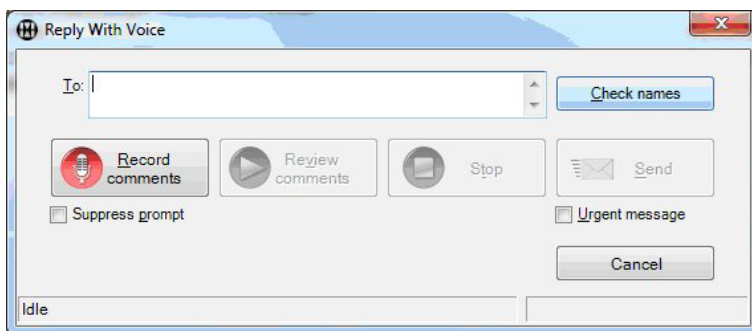 Reply With Voice
To:
Check names
Record comments
Review comments
Stop
Send
Suppress prompt
Urgent message
Cancel
Idle